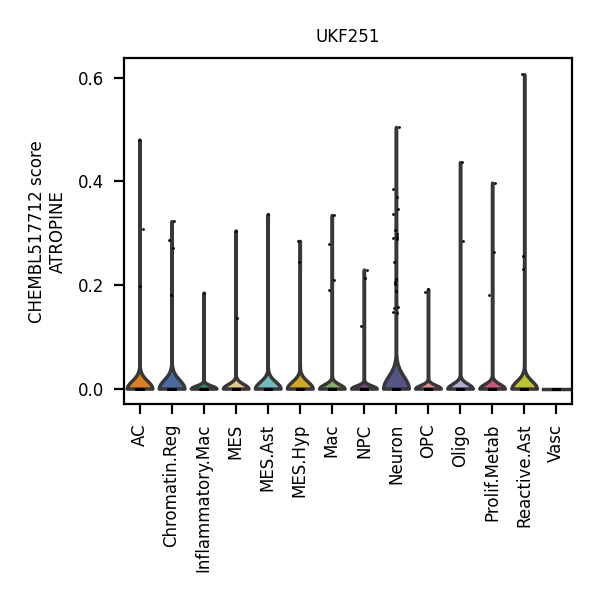 UKF251
CHEMBL517712 score
ATROPINE
0.6
0.4
0.2
0.0
AC
Chromatin.Reg
Inflammatory.Mac
MES
MES.Ast
MES.Hyp
Mac
NPC
Neuron
OPC
Oligo
Prolif.Metab
Reactive.Ast
Vasc